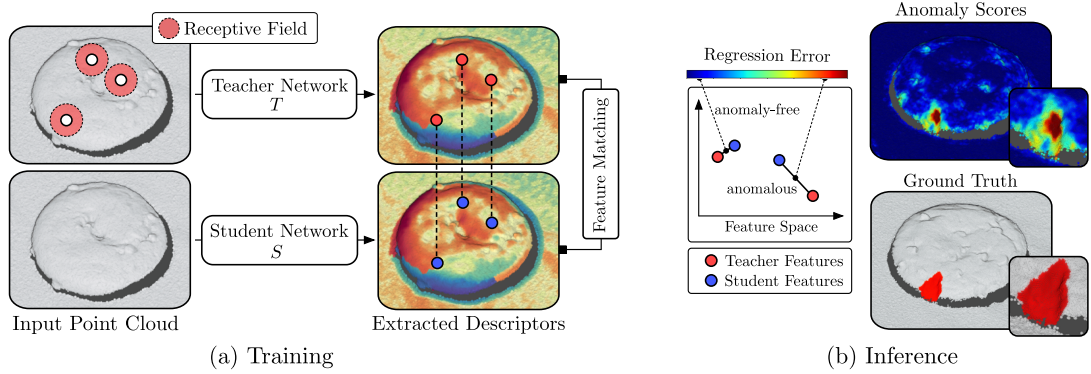 Receptive Field
Teacher Network
T
Student Network
S
Feature Matching
Input Point Cloud
Extracted Descriptors
(a) Training
Regression Error
anomaly-free
anomalous
Feature Space
Teacher Features
Student Features
Anomaly Scores
Ground Truth
(b) Inference